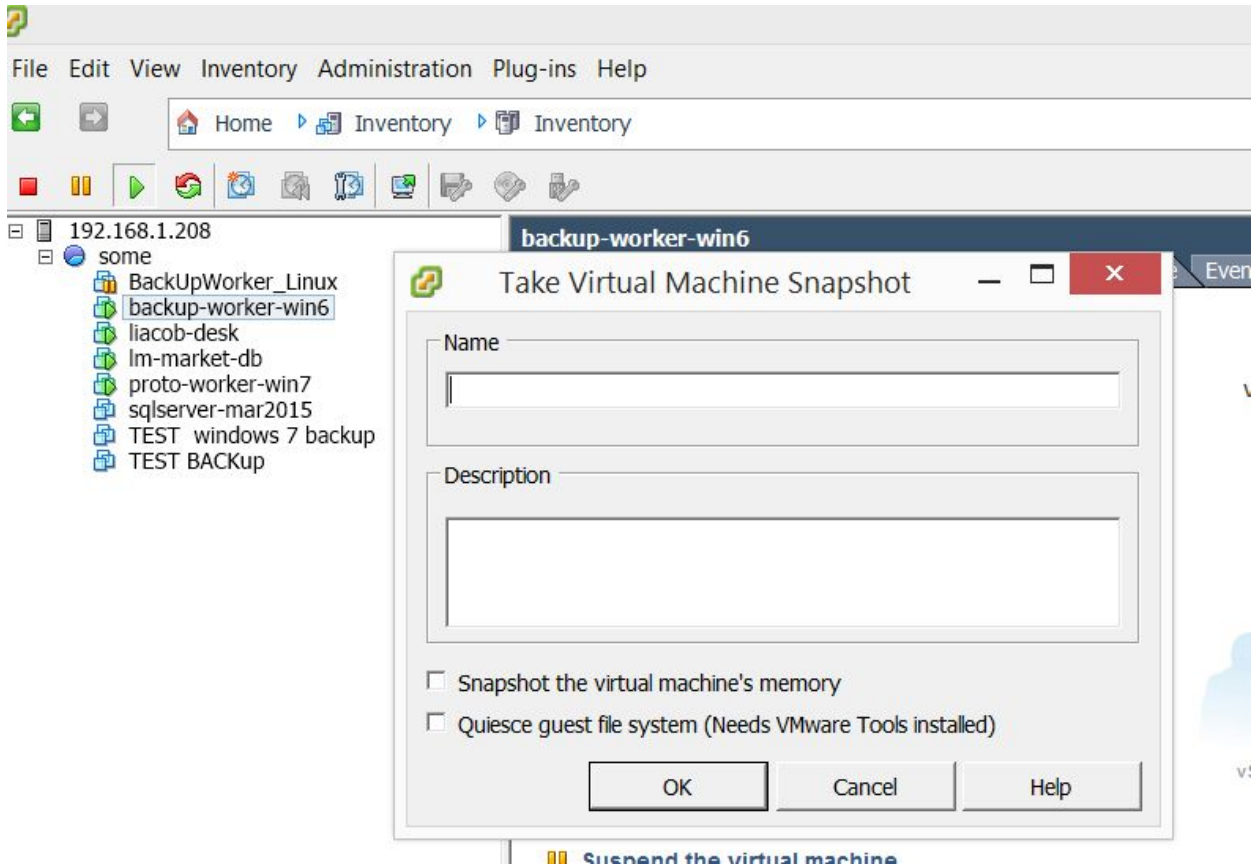 File Edit View Inventory Administration Plug-ins Help
Home Inventory Inventory
192.168.1.208
some
BackUpWorker_Linux
backup-worker-win6
liacob-desk
lm-market-db
proto-worker-win7
sqlserver-mar2015
TEST windows 7 backup
TEST BACKup
backup-worker-win6
Take Virtual Machine Snapshot
Name
Description
Snapshot the virtual machine's memory
Quiesce guest file system (Needs VMware Tools installed)
OK Cancel Help
Suspend the virtual machine